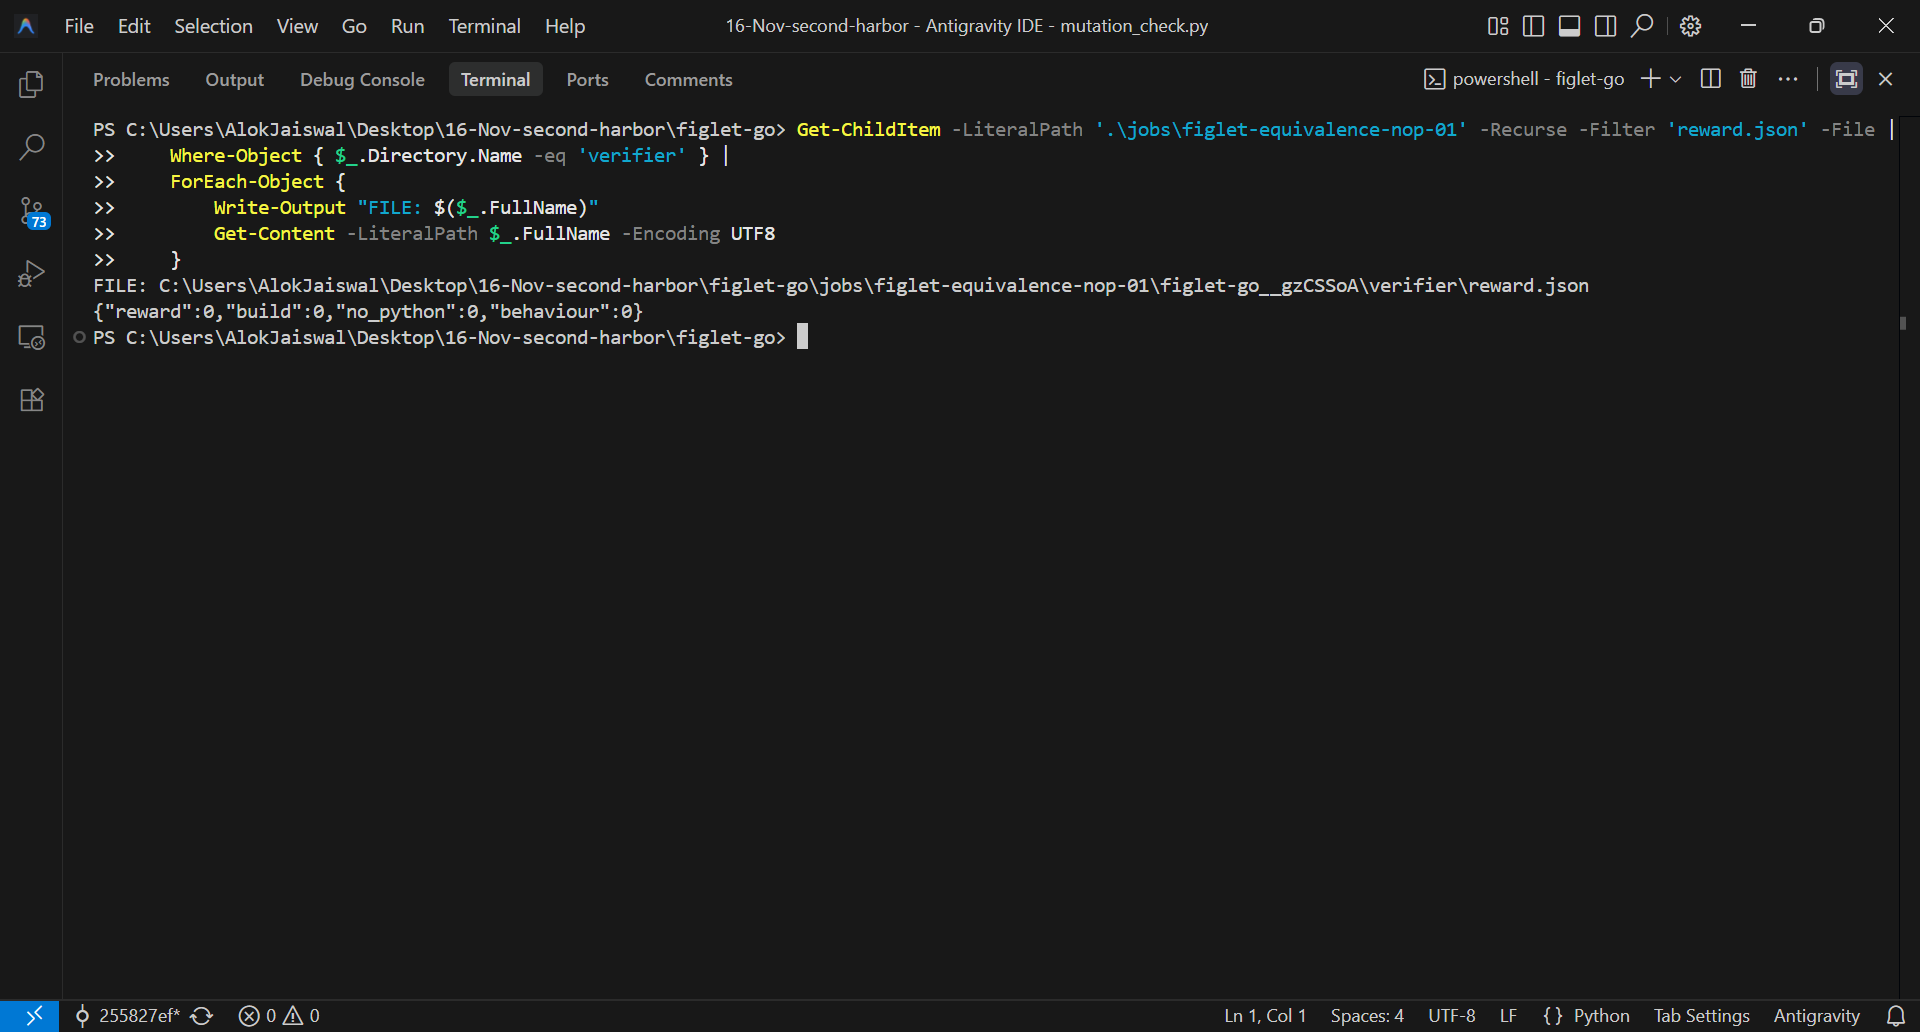 File Edit Selection View Go Run Terminal Help 16-Nov-second-harbor - Antigravity IDE - mutation_check.py
Problems Output Debug Console Terminal Ports Comments powershell - figlet-go
PS C:\Users\AlokJaiswal\Desktop\16-Nov-second-harbor\figlet-go> Get-ChildItem -LiteralPath '.\jobs\figlet-equivalence-nop-01' -Recurse -Filter 'reward.json' -File |
>>     Where-Object { $_.Directory.Name -eq 'verifier' } |
>>     ForEach-Object {
>>         Write-Output "FILE: $($_.FullName)"
>>         Get-Content -LiteralPath $_.FullName -Encoding UTF8
>>     }
FILE: C:\Users\AlokJaiswal\Desktop\16-Nov-second-harbor\figlet-go\jobs\figlet-equivalence-nop-01\figlet-go__gzCSSoA\verifier\reward.json
{"reward":0,"build":0,"no_python":0,"behaviour":0}
PS C:\Users\AlokJaiswal\Desktop\16-Nov-second-harbor\figlet-go>
73
255827ef* 0 0 Ln 1, Col 1 Spaces: 4 UTF-8 LF {} Python Tab Settings Antigravity